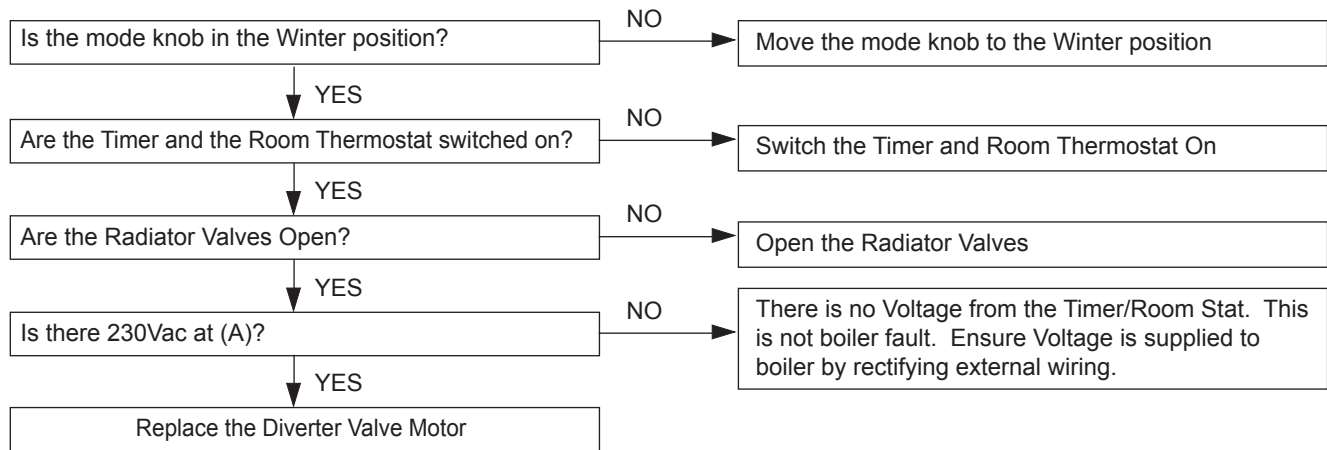 Is the mode knob in the Winter position?
NO
Move the mode knob to the Winter position
YES
Are the Timer and the Room Thermostat switched on?
NO
Switch the Timer and Room Thermostat On
YES
Are the Radiator Valves Open?
NO
Open the Radiator Valves
YES
Is there 230Vac at (A)?
NO
There is no Voltage from the Timer/Room Stat.  This
is not boiler fault.  Ensure Voltage is supplied to
boiler by rectifying external wiring.
YES
Replace the Diverter Valve Motor